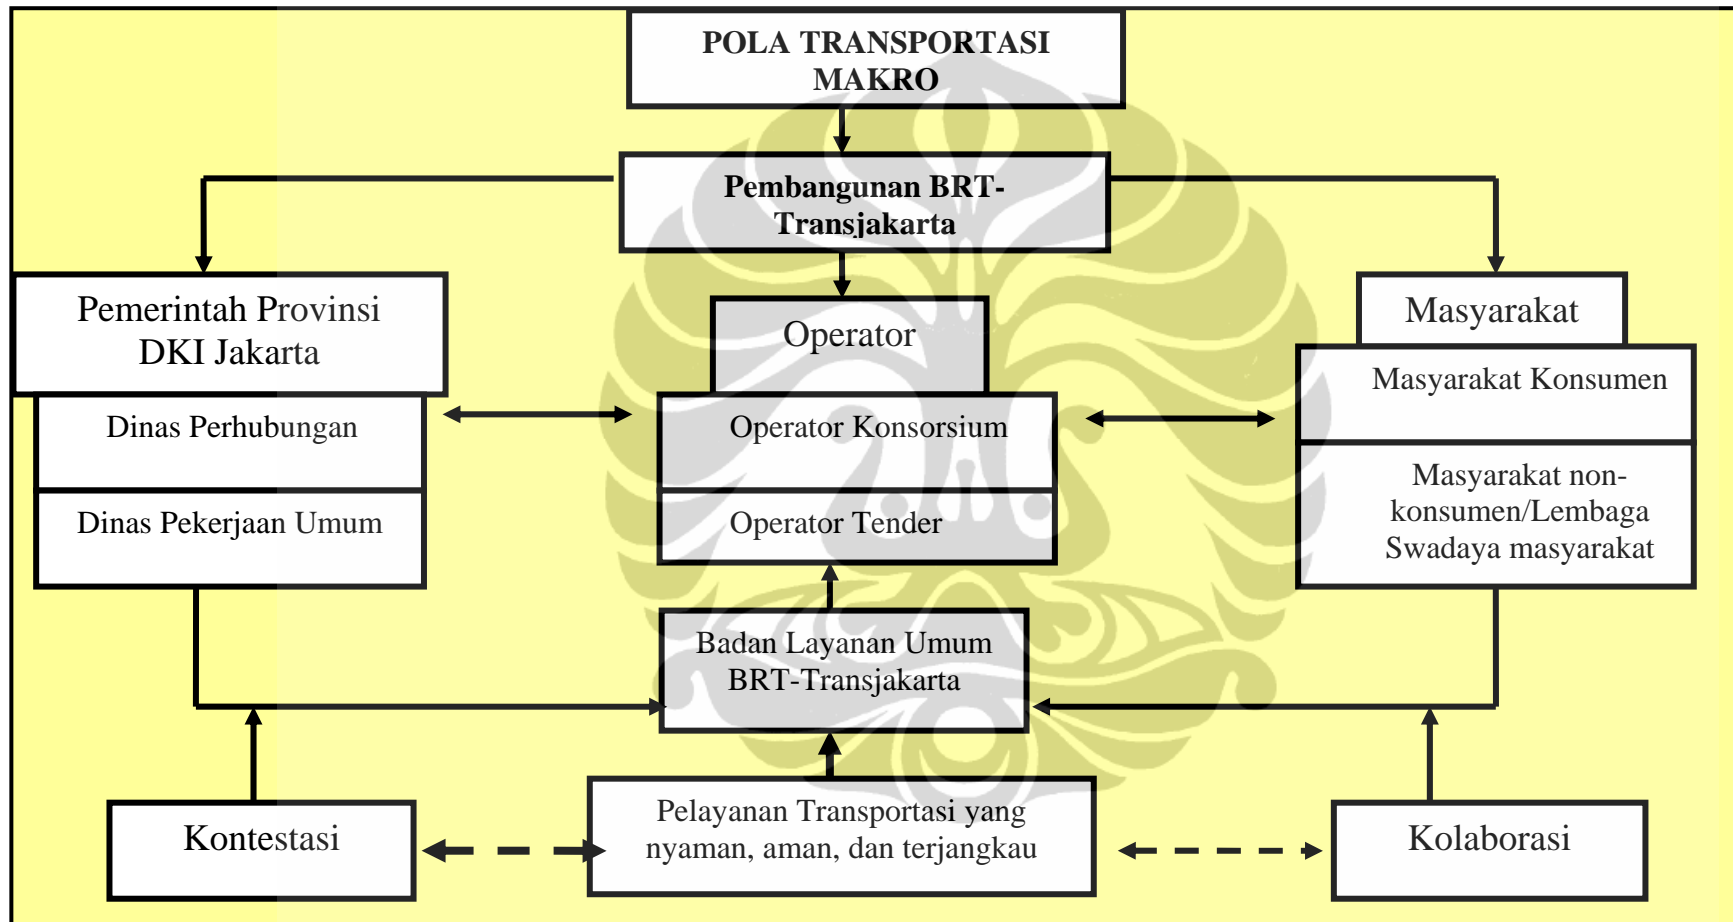 POLA TRANSPORTASI
MAKRO
Pembangunan BRT-
Transjakarta
Pemerintah Provinsi
DKI Jakarta
Dinas Perhubungan
Dinas Pekerjaan Umum
Operator
Operator Konsorsium
Operator Tender
Masyarakat
Masyarakat Konsumen
Masyarakat non-
konsumen/Lembaga
Swadaya masyarakat
Badan Layanan Umum
BRT-Transjakarta
Kontestasi
Pelayanan Transportasi yang
nyaman, aman, dan terjangkau
Kolaborasi